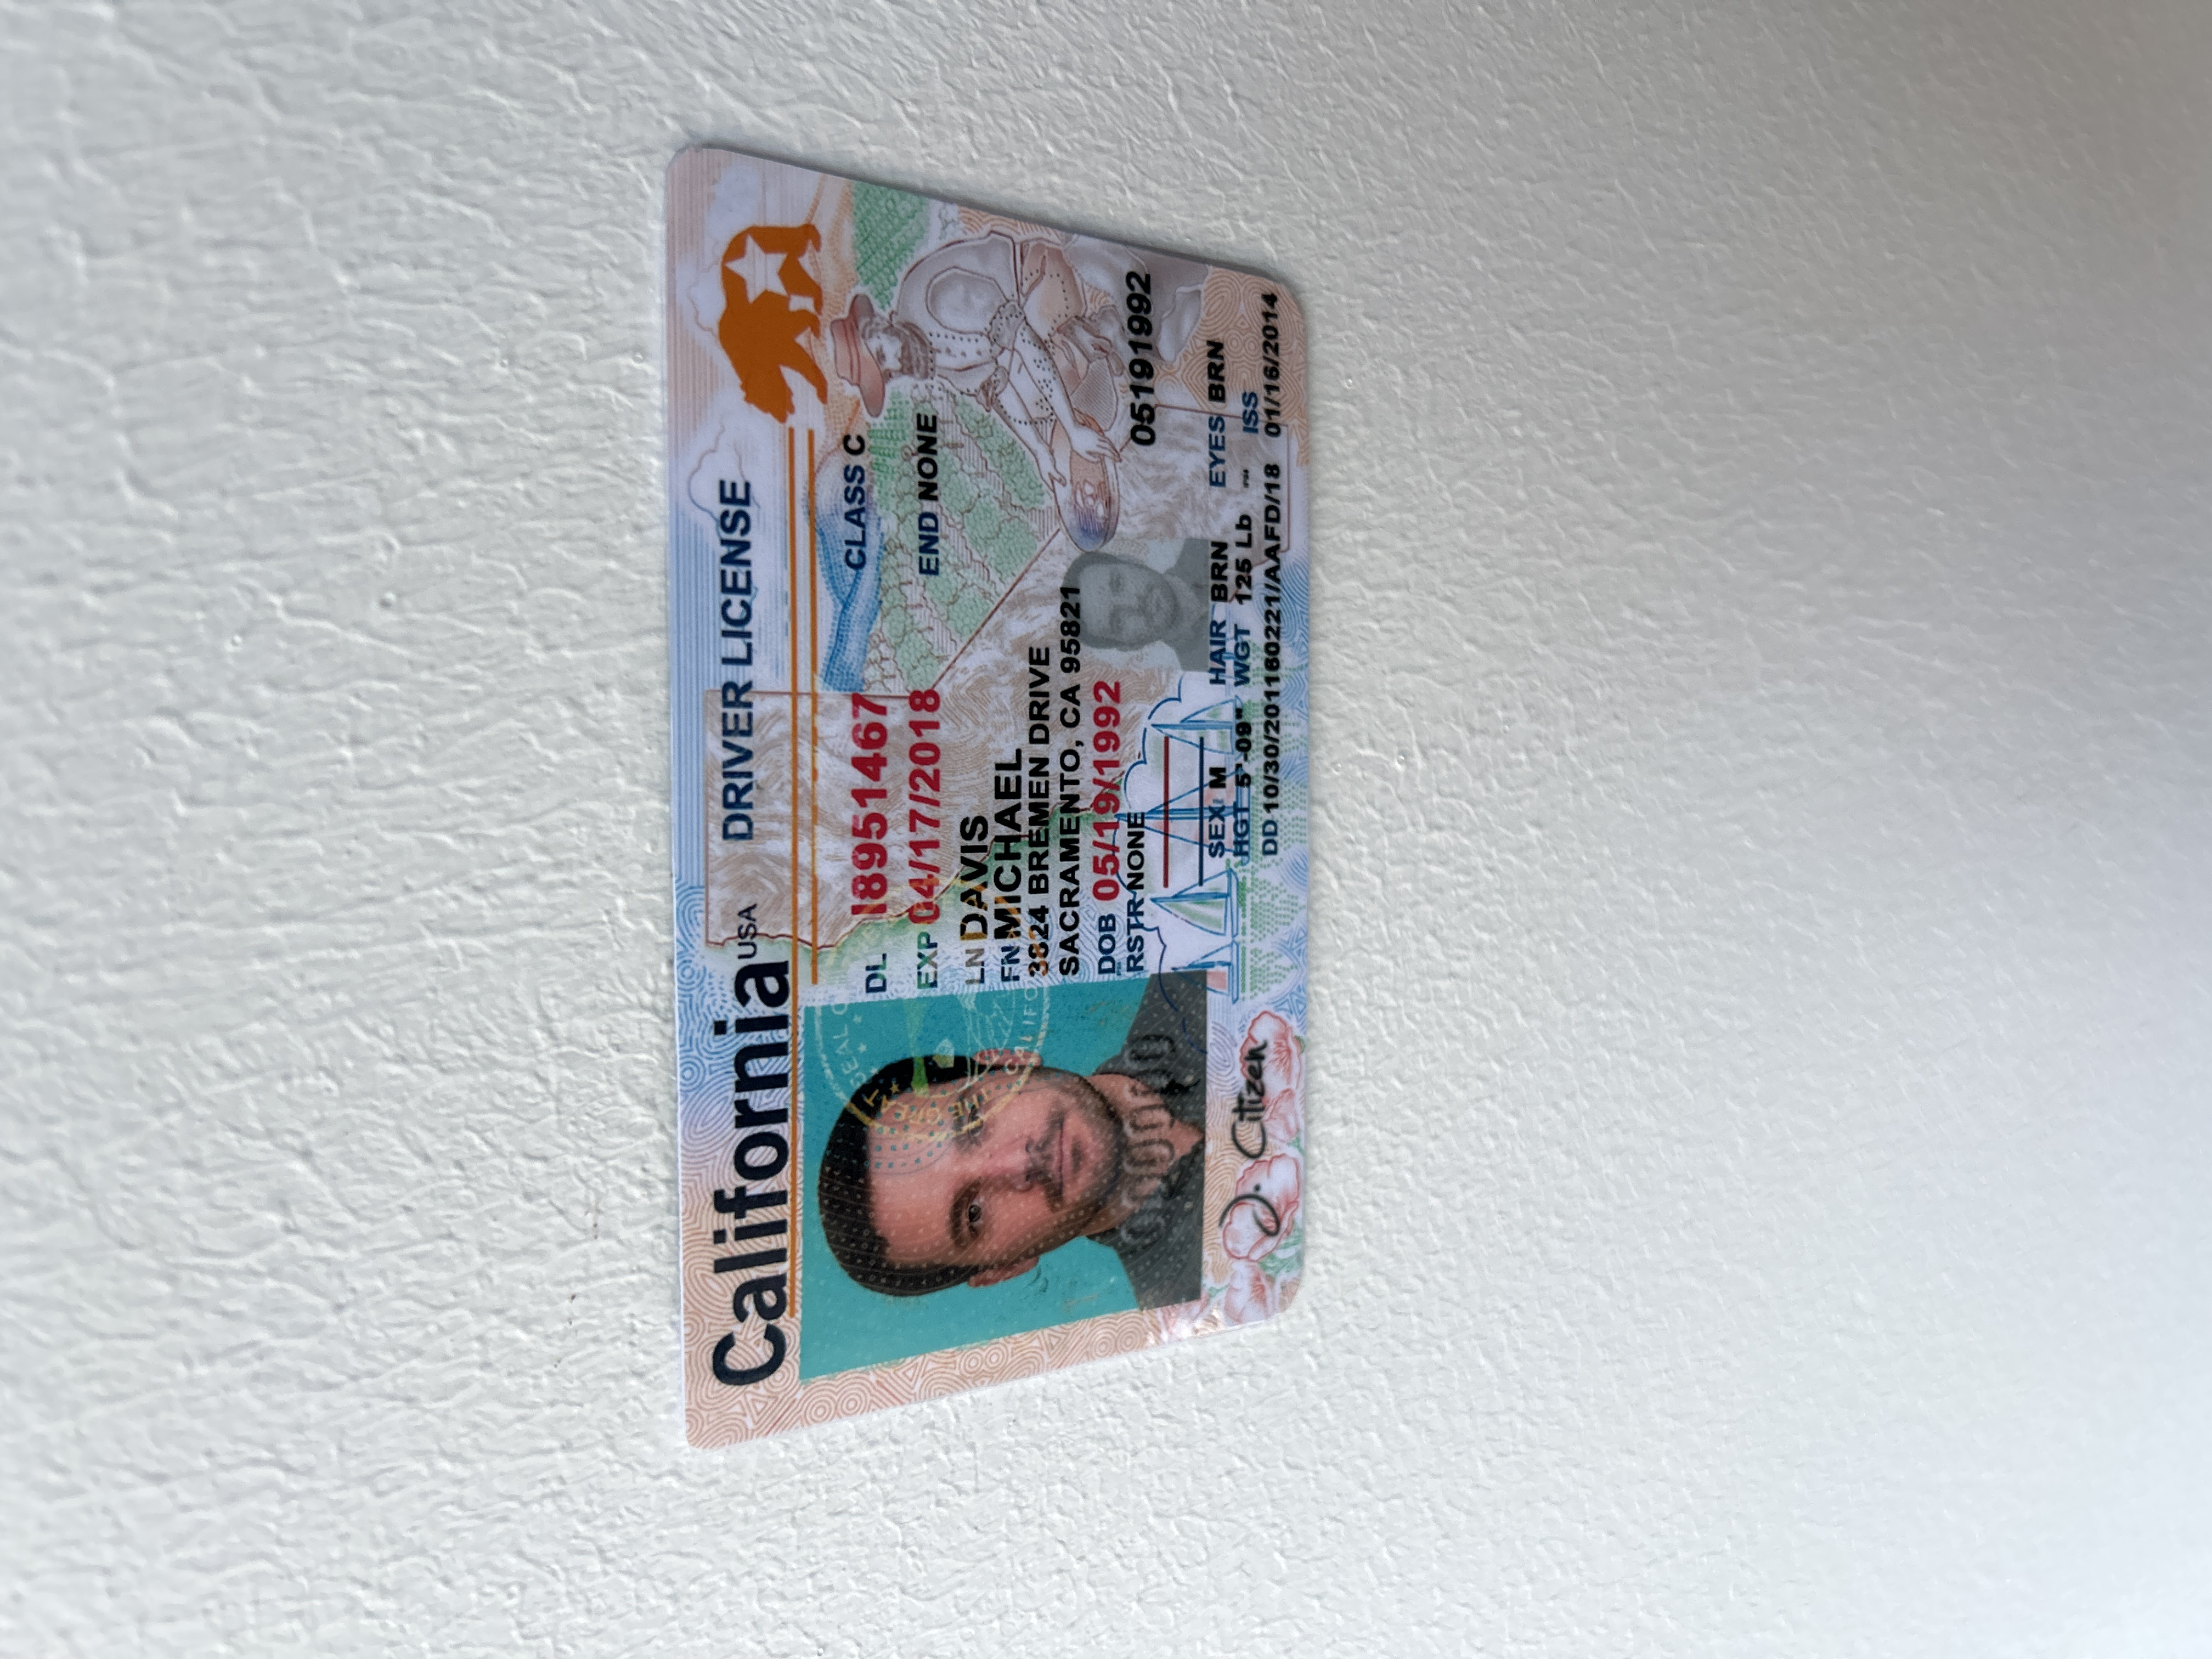 California USA DRIVER LICENSE
DL I8951467 CLASS C
EXP 04/17/2018 END NONE
LN DAVIS
FN MICHAEL
3824 BREMEN DRIVE
SACRAMENTO, CA 95821
DOB 05/19/1992
RSTR NONE 05191992
SEX M HAIR BRN EYES BRN
HGT 5'-09" WGT 125 Lb ISS
DD 10/30/201160221/AAFD/18 01/16/2014
J. Citizen